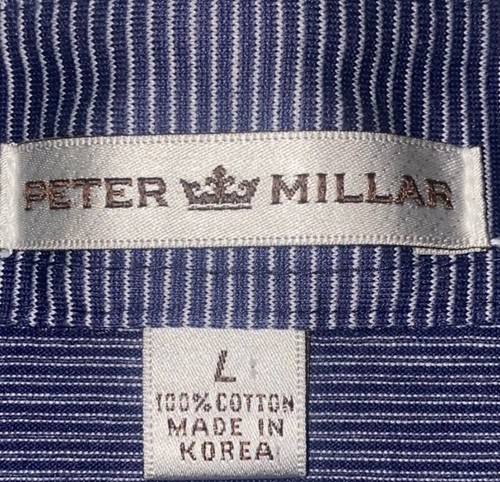 PETER MILLAR
L
100% COTTON
MADE IN
KOREA